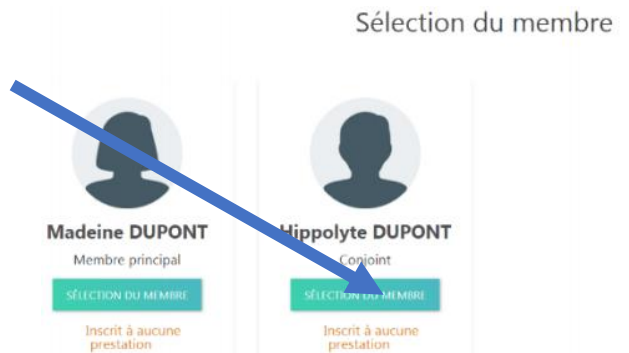 Sélection du membre
Madeine DUPONT
Hippolyte DUPONT
Membre principal
Conjoint
SÉLECTION DU MEMBRE
SÉLECTION DU MEMBRE
Inscrit à aucune
prestation
Inscrit à aucune
prestation